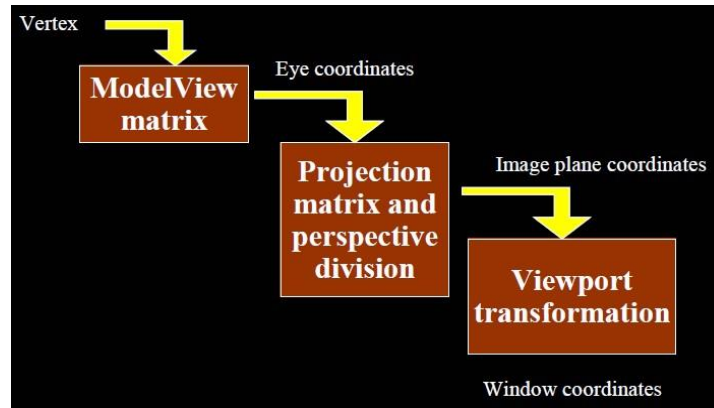 Vertex
ModelView
matrix
Eye coordinates
Projection
matrix and
perspective
division
Image plane coordinates
Viewport
transformation
Window coordinates